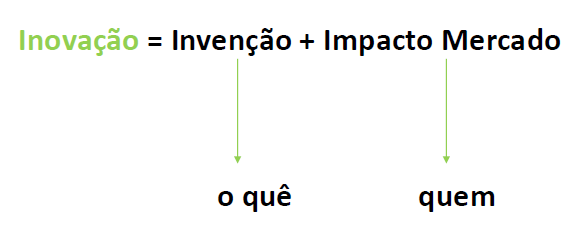 Inovação = Invenção + Impacto Mercado
o quê quem